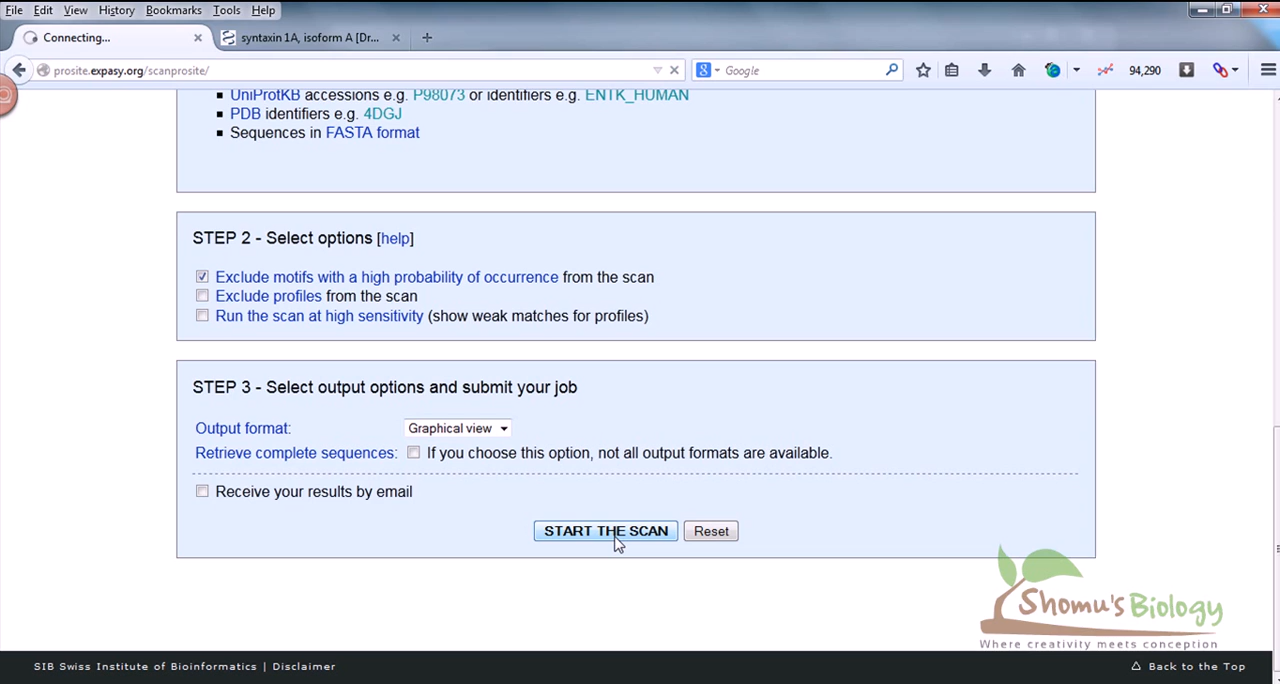 File Edit View History Bookmarks Tools Help
Connecting... syntaxin 1A, isoform A [Dr...
prosite.expasy.org/scanprosite/ Google 94,290
UniProtKB accessions e.g. P98073 or identifiers e.g. ENTK_HUMAN
PDB identifiers e.g. 4DGJ
Sequences in FASTA format
STEP 2 - Select options [help]
Exclude motifs with a high probability of occurrence from the scan
Exclude profiles from the scan
Run the scan at high sensitivity (show weak matches for profiles)
STEP 3 - Select output options and submit your job
Output format: Graphical view
Retrieve complete sequences: If you choose this option, not all output formats are available.
Receive your results by email
START THE SCAN Reset
Shomu's Biology
Where creativity meets conception
SIB Swiss Institute of Bioinformatics | Disclaimer Back to the Top